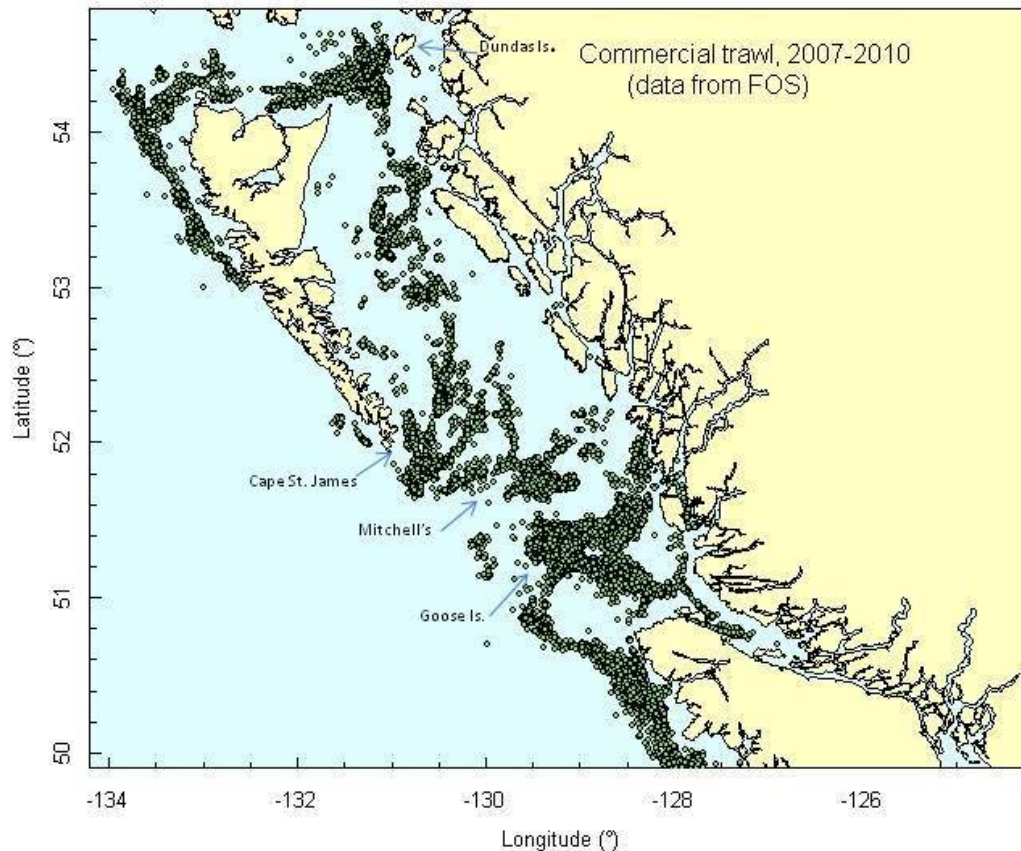 Dundas Is.
Commercial trawl, 2007-2010
(data from FOS)
54
53
Latitude (°)
52
Cape St. James
Mitchell's
51
Goose Is.
50
-134
-132
-130
-128
-126
Longitude (°)